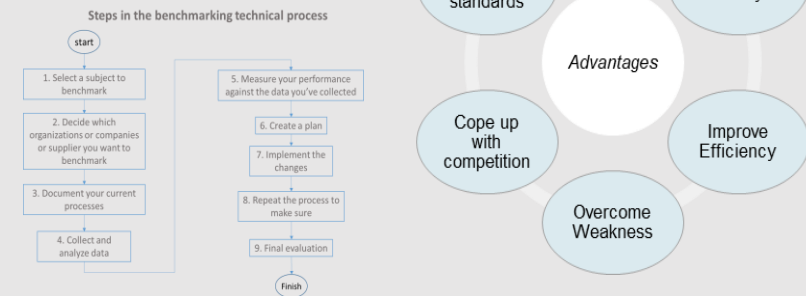 Steps in the benchmarking technical process
start
1. Select a subject to
benchmark
2. Decide which
organizations or companies
or supplier you want to
benchmark
3. Document your current
processes
4. Collect and
analyze data
5. Measure your performance
against the data you've collected
6. Create a plan
7. Implement the
changes
8. Repeat the process to
make sure
9. Final evaluation
Finish
standards
Advantages
Cope up
with
competition
Improve
Efficiency
Overcome
Weakness